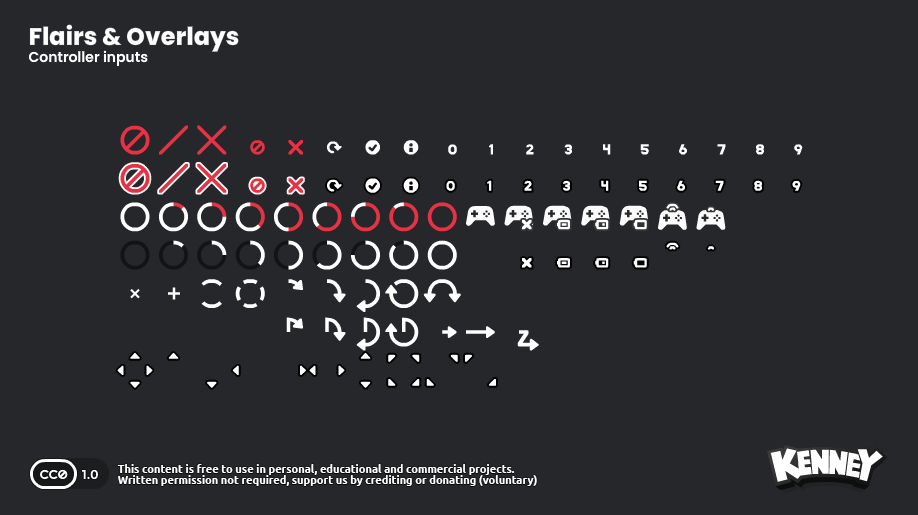 Flairs & Overlays
Controller inputs
0 1 2 3 4 5 6 7 8 9
0 1 2 3 4 5 6 7 8 9
Z
CC0 1.0
This content is free to use in personal, educational and commercial projects.
Written permission not required, support us by crediting or donating (voluntary)
KENNEY